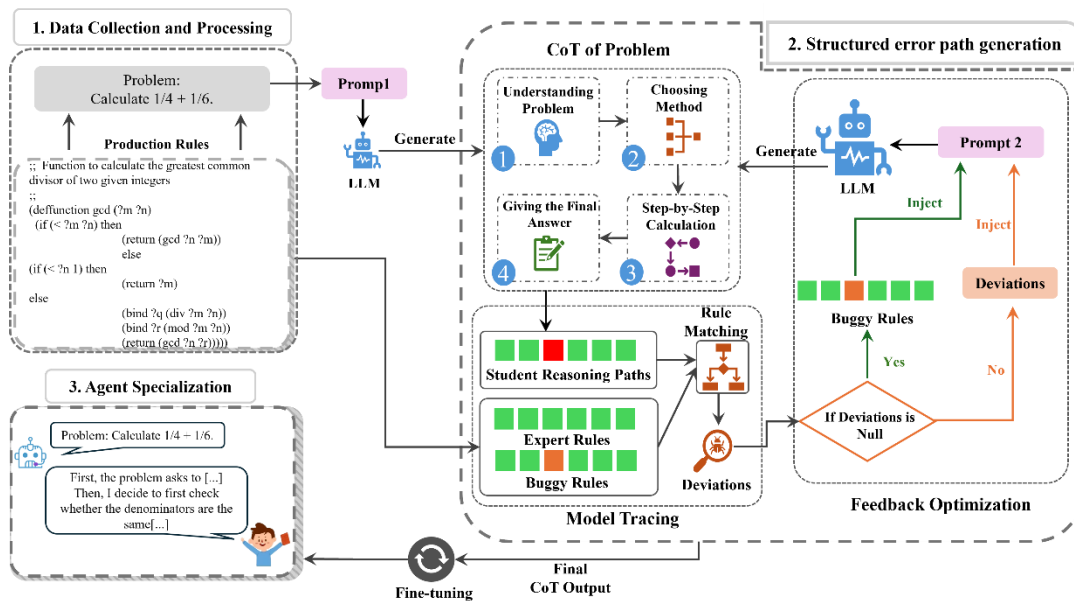 1. Data Collection and Processing
Problem:
Calculate 1/4 + 1/6.
Production Rules
;; Function to calculate the greatest common
divisor of two given integers
;;
(deffunction gcd (?m ?n)
(if (< ?m ?n) then
(return (gcd ?n ?m))
else
(if (< ?n 1) then
(return ?m)
else
(bind ?q (div ?m ?n))
(bind ?r (mod ?m ?n))
(return (gcd ?n ?r)))))
Promp1
LLM
Generate
2. Structured error path generation
CoT of Problem
Understanding
Problem
1
Choosing
Method
2
Step-by-Step
Calculation
3
Giving the Final
Answer
4
Student Reasoning Paths
Rule
Matching
Expert Rules
Buggy Rules
Deviations
Model Tracing
Generate
LLM
Prompt 2
Inject
Inject
Buggy Rules
Deviations
Yes
No
If Deviations is
Null
Feedback Optimization
Final
CoT Output
Fine-tuning
3. Agent Specialization
Problem: Calculate 1/4 + 1/6.
First, the problem asks to [...]
Then, I decide to first check
whether the denominators are the
same[...]